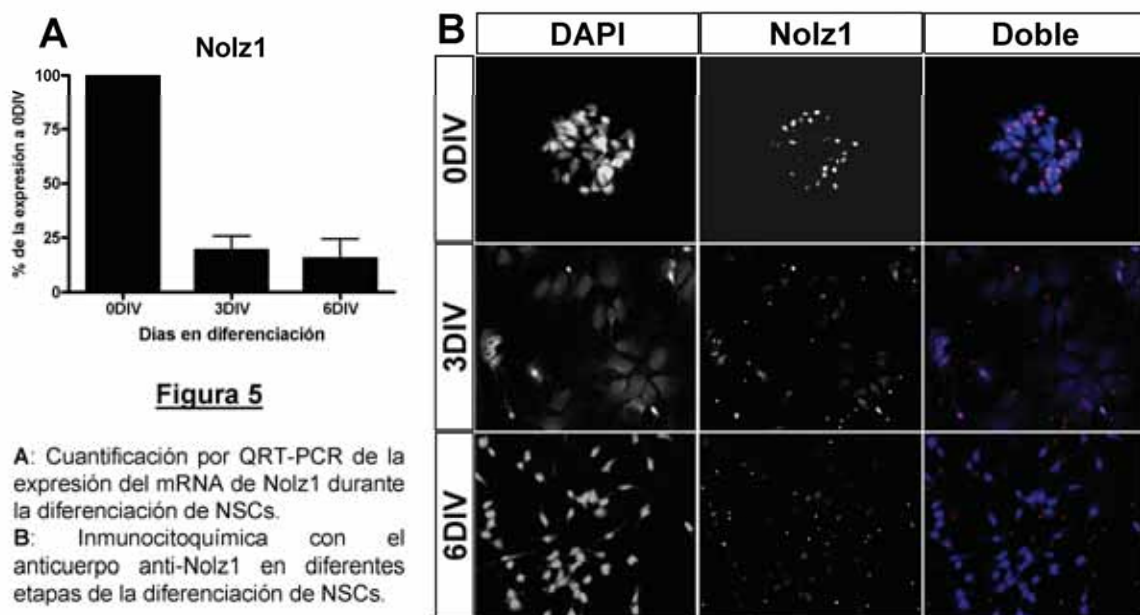 A
Nolz1
% de la expresión a 0DIV
100
75
50
25
0
0DIV 3DIV 6DIV
Dias en diferenciación
Figura 5
A: Cuantificación por QRT-PCR de la
expresión del mRNA de Nolz1 durante
la diferenciación de NSCs.
B: Inmunocitoquímica con el
anticuerpo anti-Nolz1 en diferentes
etapas de la diferenciación de NSCs.
B
DAPI Nolz1 Doble
0DIV
3DIV
6DIV